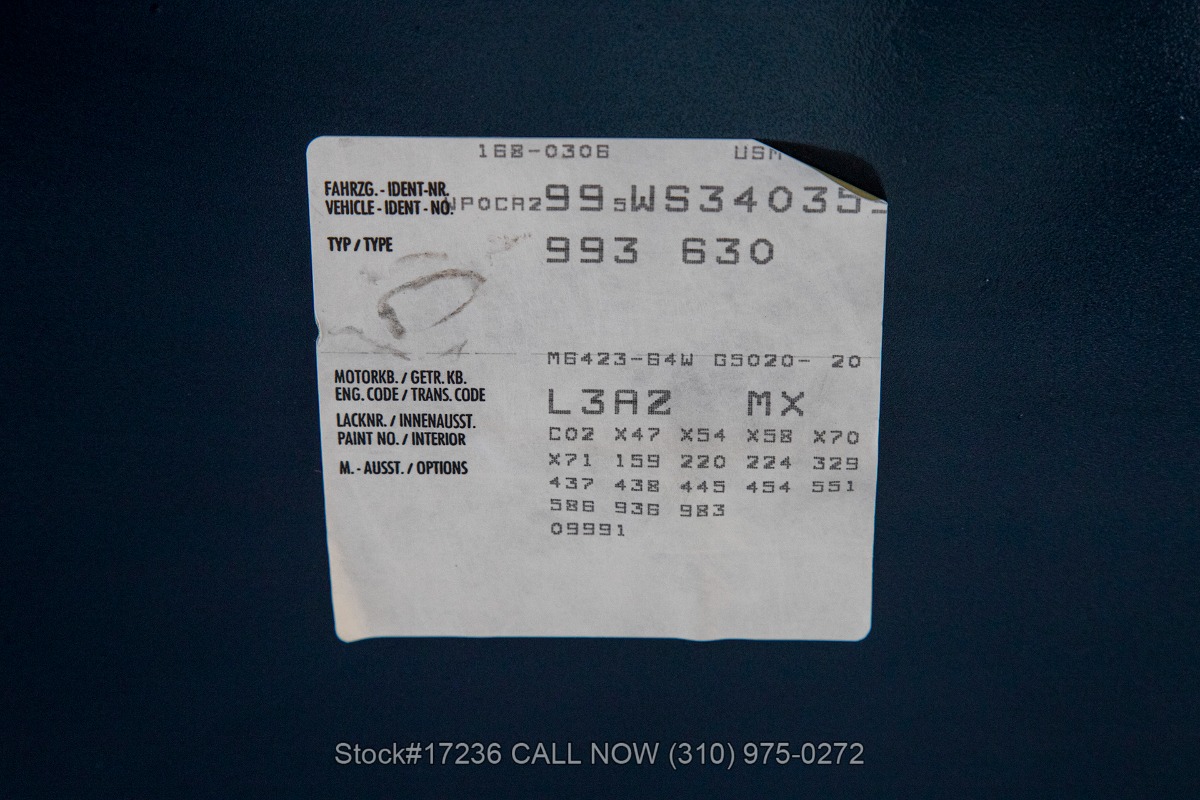 168-0306 USM
FAHRZG.-IDENT-NR.
VEHICLE-IDENT-NO. WPOCA299sWS34035
TYP/TYPE 993 630
M6423-64W G5020- 20
MOTORKB./GETR.KB.
ENG.CODE/TRANS.CODE
L3AZ MX
LACKNR./INNENAUSST.
PAINT NO./INTERIOR
C02 X47 X54 X58 X70
M.-AUSST./OPTIONS
X71 159 220 224 329
437 438 445 454 551
586 936 983
09991
Stock#17236 CALL NOW (310) 975-0272